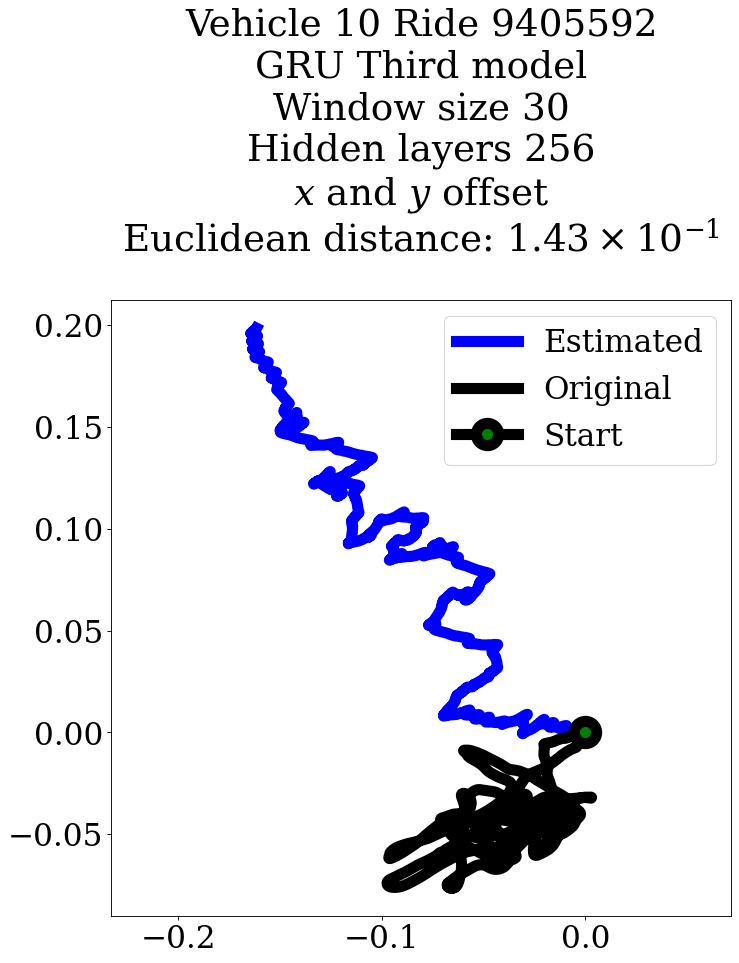 Vehicle 10 Ride 9405592
GRU Third model
Window size 30
Hidden layers 256
x and y offset
Euclidean distance: 1.43 × 10⁻¹
0.20
0.15
0.10
0.05
0.00
−0.05
Estimated
Original
Start
−0.2
−0.1
0.0